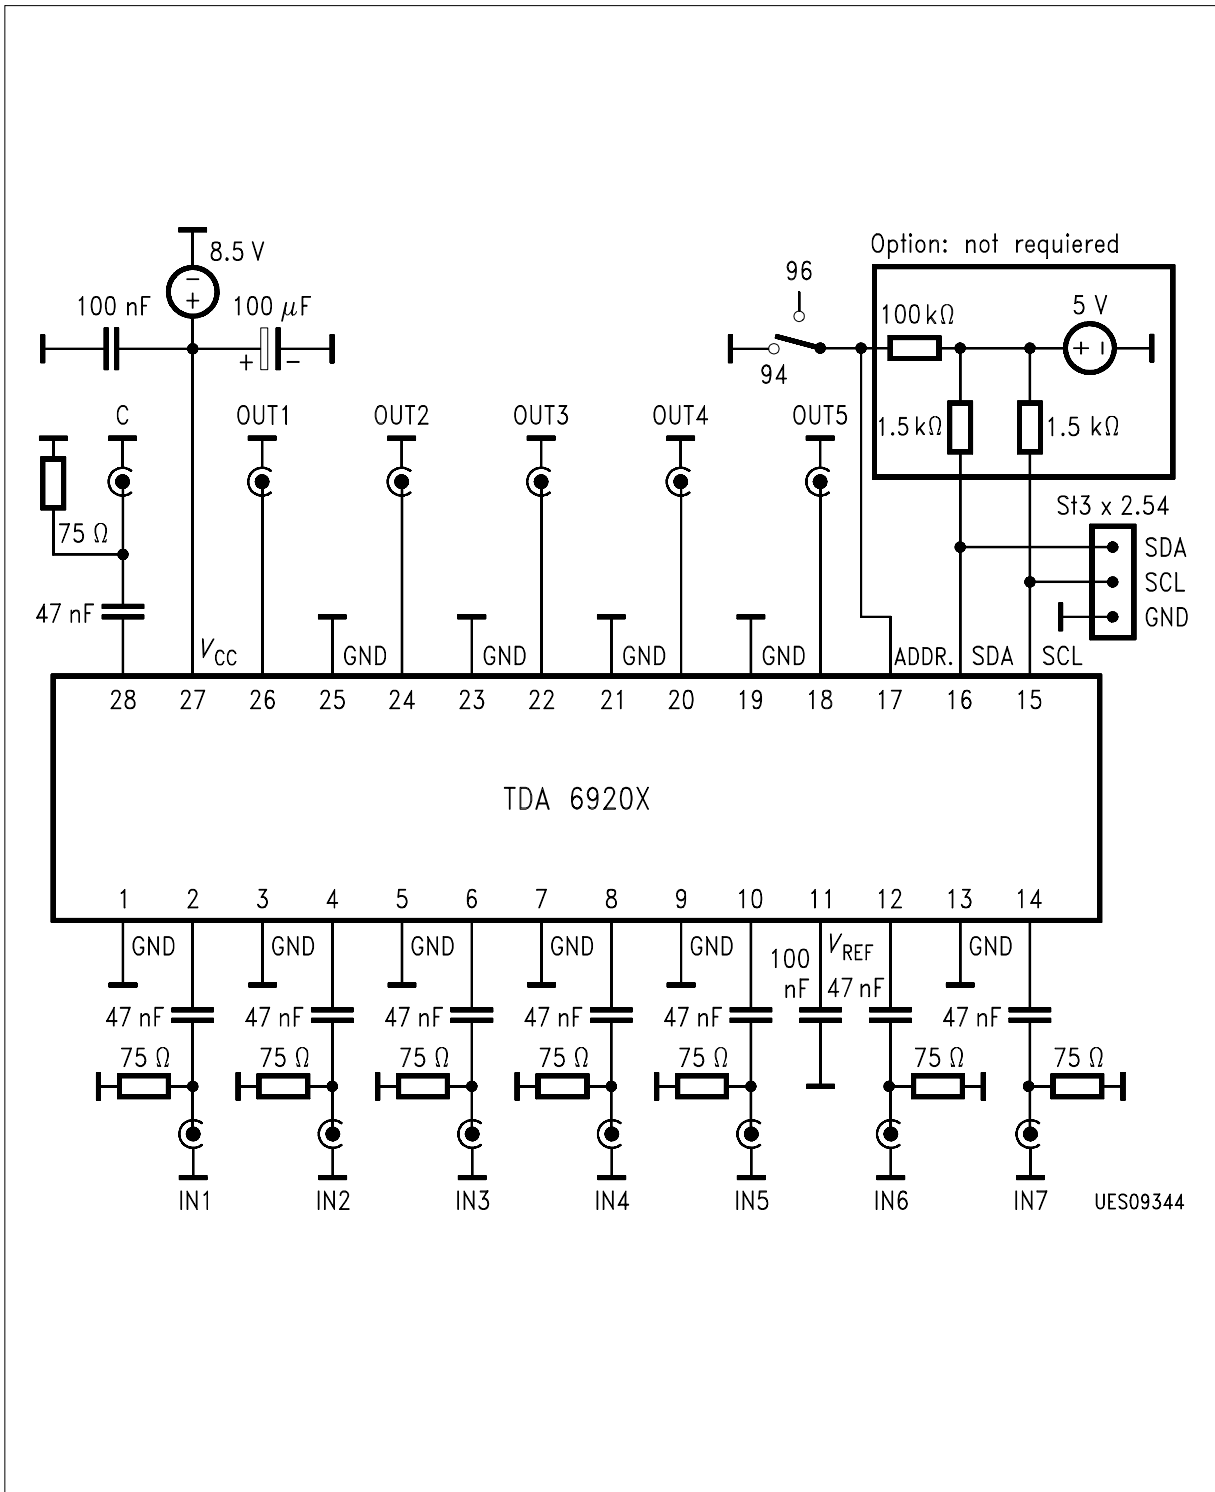 Option: not requiered
8.5 V
96
100 nF
100 μF
100 kΩ
5 V
94
C
OUT1
OUT2
OUT3
OUT4
OUT5
1.5 kΩ
1.5 kΩ
75 Ω
St3 x 2.54
SDA
SCL
GND
47 nF
VCC
GND
GND
GND
GND
ADDR.
SDA
SCL
28 27 26 25 24 23 22 21 20 19 18 17 16 15
TDA 6920X
1 2 3 4 5 6 7 8 9 10 11 12 13 14
GND
GND
GND
GND
GND
VREF
GND
100
nF
47 nF
47 nF
47 nF
47 nF
47 nF
47 nF
47 nF
75 Ω
75 Ω
75 Ω
75 Ω
75 Ω
75 Ω
75 Ω
IN1
IN2
IN3
IN4
IN5
IN6
IN7
UES09344
+
−
+
−
+
−